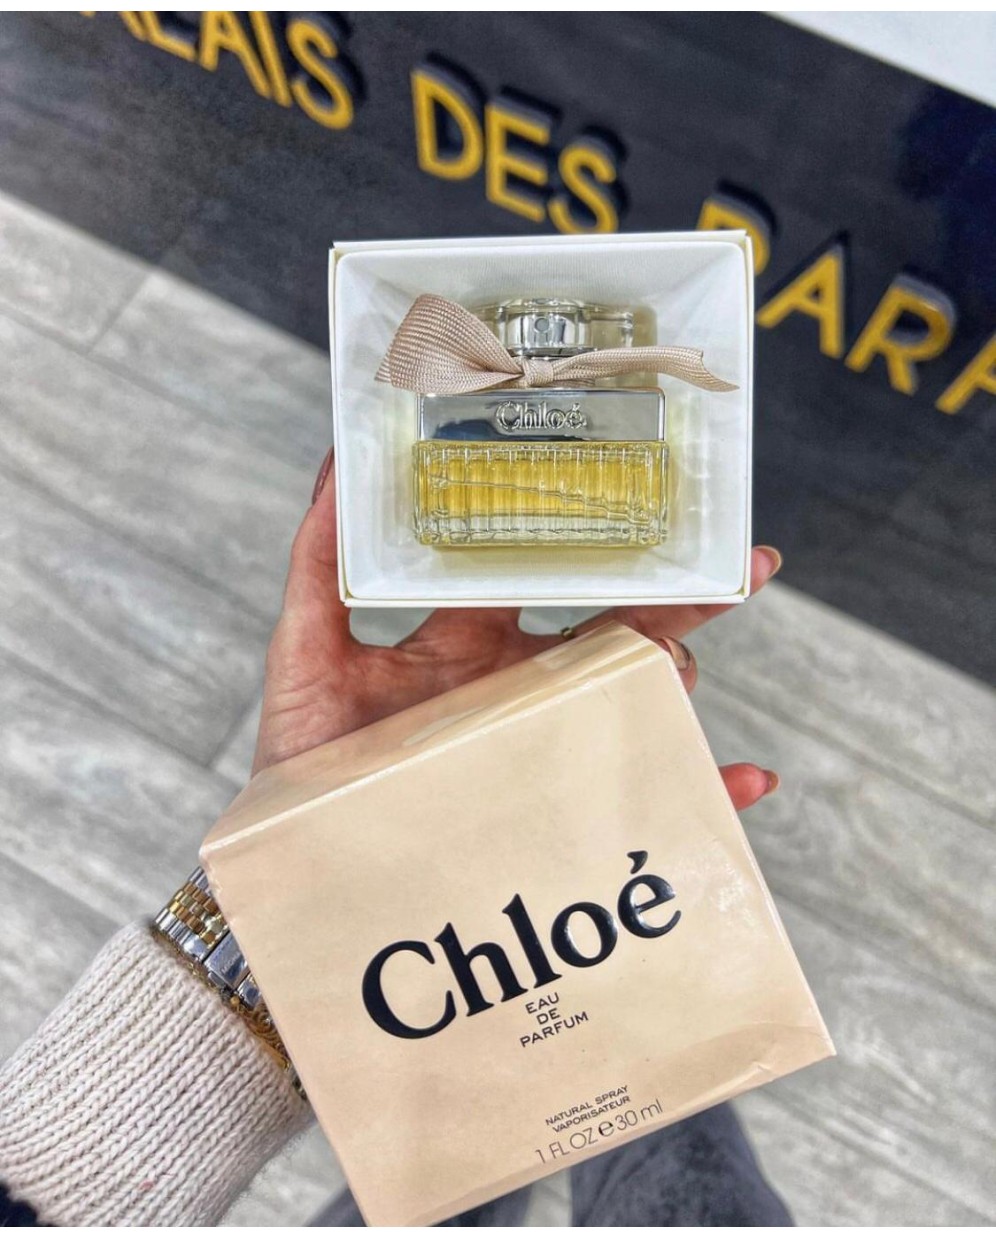 ALAIS DES PARF
Chloé
Chloé
EAU
DE
PARFUM
NATURAL SPRAY
VAPORISATEUR
1 FL OZ ℮ 30 ml